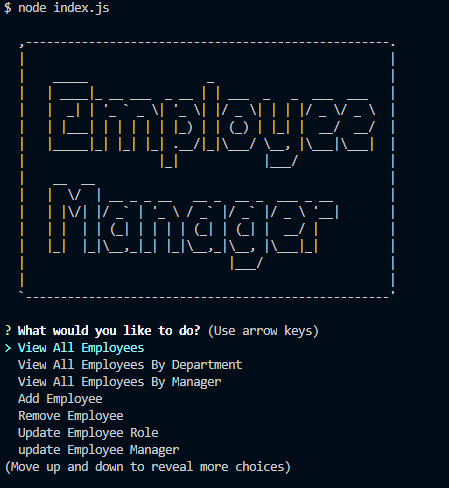 $ node index.js
Employee
Manager
? What would you like to do? (Use arrow keys)
> View All Employees
View All Employees By Department
View All Employees By Manager
Add Employee
Remove Employee
Update Employee Role
update Employee Manager
(Move up and down to reveal more choices)